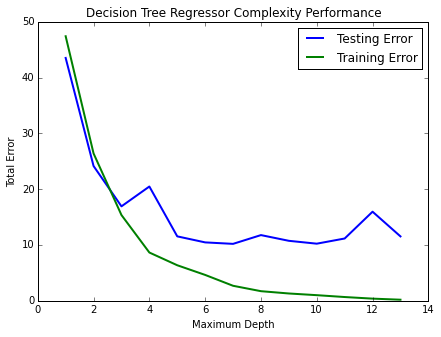 Decision Tree Regressor Complexity Performance
Testing Error
Training Error
50
40
30
20
10
0
Total Error
0 2 4 6 8 10 12 14
Maximum Depth